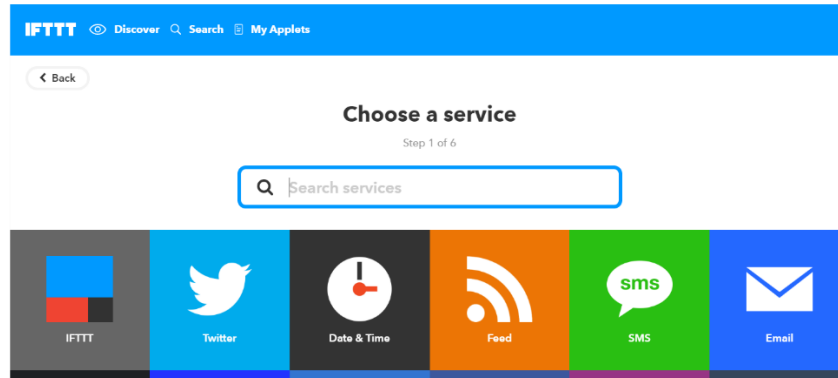 IFTTT Discover Search My Applets
Back
Choose a service
Step 1 of 6
Search services
sms
IFTTT Twitter Date & Time Feed SMS Email